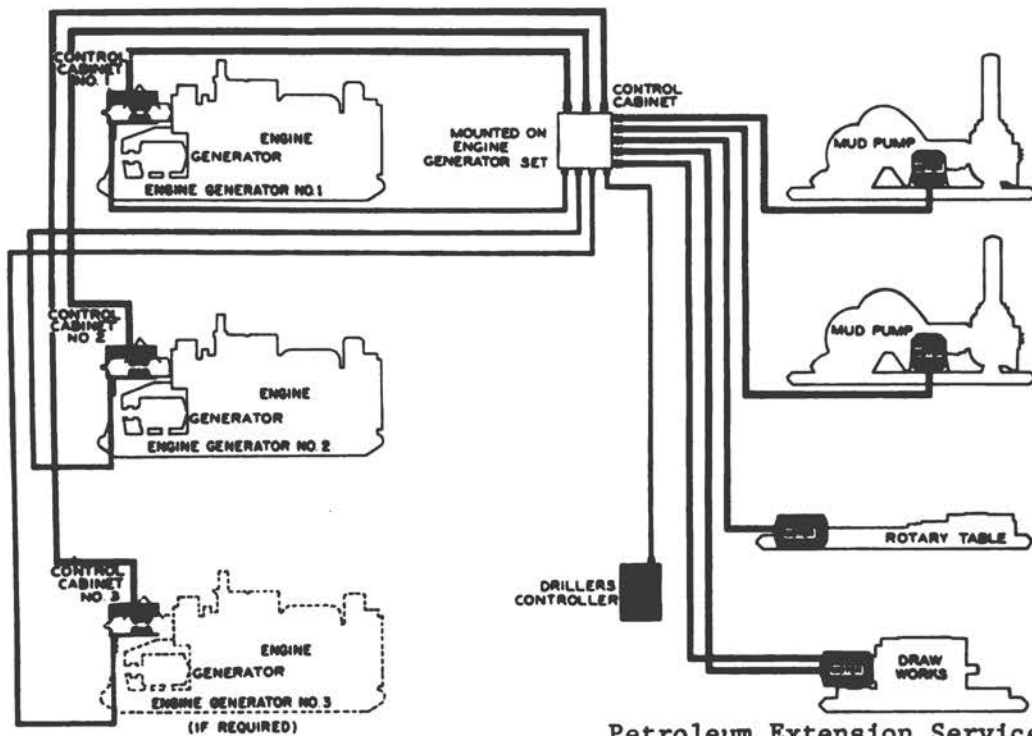 CONTROL
CABINET
NO. 1
ENGINE
GENERATOR
ENGINE GENERATOR NO. 1
CONTROL
CABINET
MOUNTED ON
ENGINE
GENERATOR SET
MUD PUMP
CONTROL
CABINET
NO 2
ENGINE
GENERATOR
ENGINE GENERATOR NO. 2
MUD PUMP
CONTROL
CABINET
NO. 3
ENGINE
GENERATOR
ENGINE GENERATOR NO. 3
(IF REQUIRED)
DRILLERS
CONTROLLER
ROTARY TABLE
DRAW
WORKS
Petroleum Extension Service